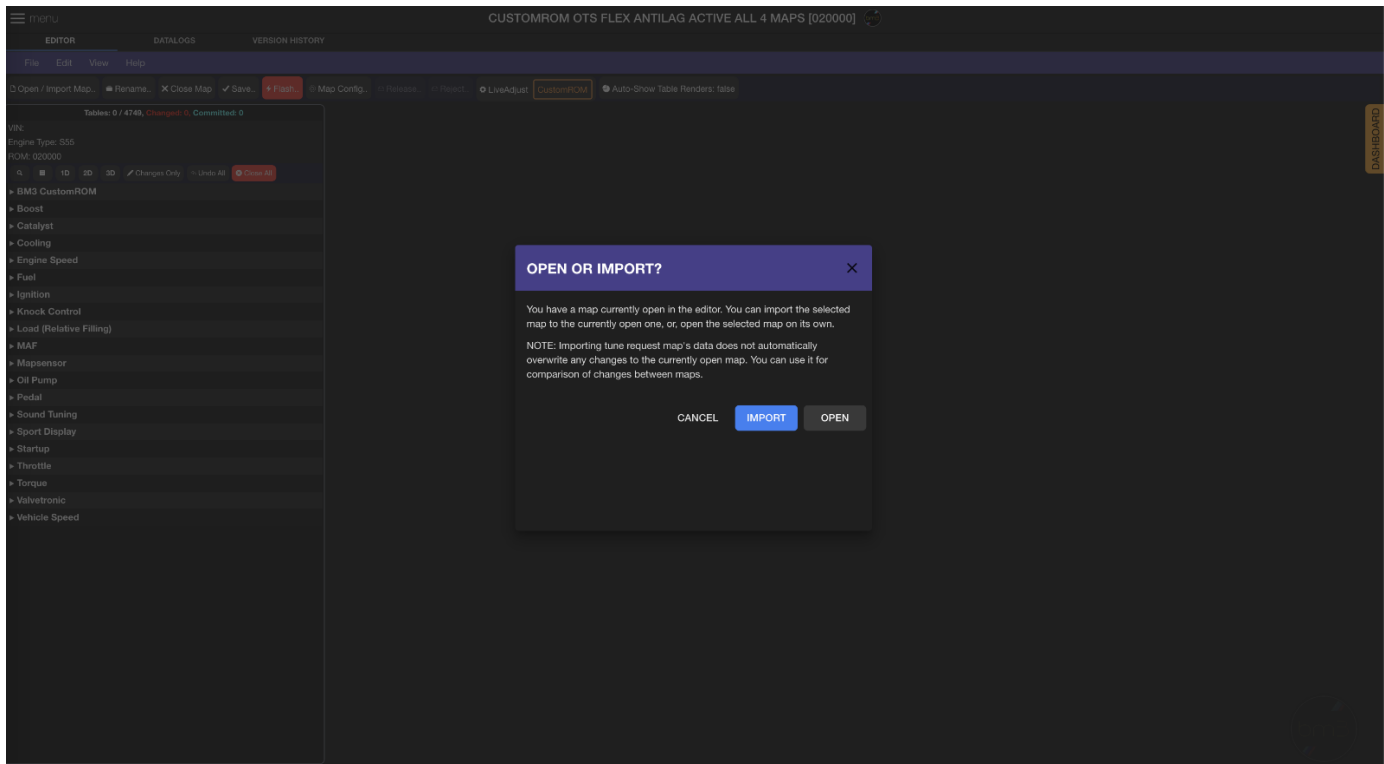 menu
CUSTOMROM OTS FLEX ANTILAG ACTIVE ALL 4 MAPS [020000]
EDITOR
DATALOGS
VERSION HISTORY
File Edit View Help
Open / Import Map.. Rename.. Close Map Save.. Flash.. Map Config.. Release.. Reject.. LiveAdjust CustomROM Auto-Show Table Renders: false
Tables: 0 / 4749, Changed: 0, Committed: 0
VIN:
Engine Type: S55
ROM: 020000
1D 2D 3D Changes Only Undo All Close All
BM3 CustomROM
Boost
Catalyst
Cooling
Engine Speed
Fuel
Ignition
Knock Control
Load (Relative Filling)
MAF
Mapsensor
Oil Pump
Pedal
Sound Tuning
Sport Display
Startup
Throttle
Torque
Valvetronic
Vehicle Speed
DASHBOARD
OPEN OR IMPORT?
You have a map currently open in the editor. You can import the selected
map to the currently open one, or, open the selected map on its own.
NOTE: Importing tune request map's data does not automatically
overwrite any changes to the currently open map. You can use it for
comparison of changes between maps.
CANCEL IMPORT OPEN